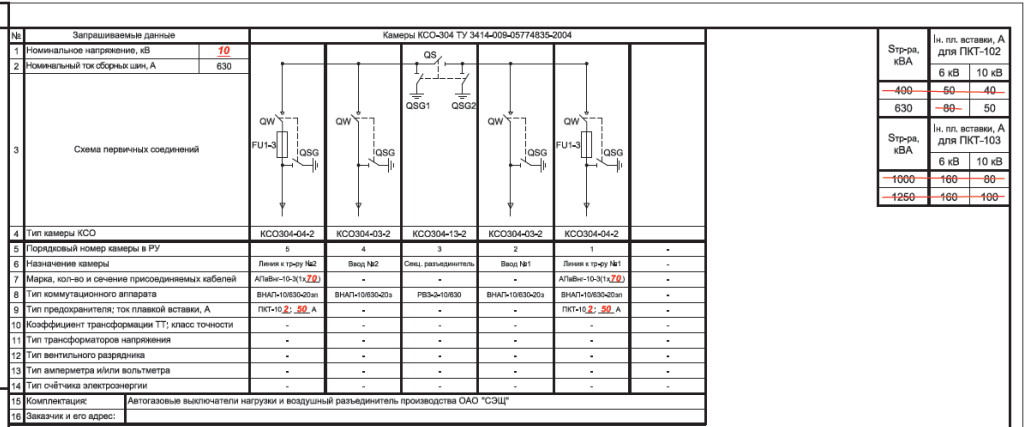 № Запрашиваемые данные Камеры КСО-304 ТУ 3414-009-05774835-2004
1 Номинальное напряжение, кВ 10
2 Номинальный ток сборных шин, А 630
3 Схема первичных соединений
QS
QSG1 QSG2
QW QW QW QW
FU1-3 QSG QSG QSG FU1-3 QSG
4 Тип камеры КСО КСО304-04-2 КСО304-03-2 КСО304-13-2 КСО304-03-2 КСО304-04-2 -
5 Порядковый номер камеры в РУ 5 4 3 2 1 -
6 Назначение камеры Линия к тр-ру №2 Ввод №2 Секц. разъединитель Ввод №1 Линия к тр-ру №1 -
7 Марка, кол-во и сечение присоединяемых кабелей АПвВнг-10-3(1х70) - - - АПвВнг-10-3(1х70) -
8 Тип коммутационного аппарата ВНАП-10/630-20зп ВНАП-10/630-20з РВЗ-2-10/630 ВНАП-10/630-20з ВНАП-10/630-20зп -
9 Тип предохранителя; ток плавкой вставки, А ПКТ-102; 50 А - - - ПКТ-102; 50 А -
10 Коэффициент трансформации ТТ; класс точности - - - - - -
11 Тип трансформаторов напряжения - - - - - -
12 Тип вентильного разрядника - - - - - -
13 Тип амперметра и/или вольтметра - - - - - -
14 Тип счётчика электроэнергии - - - - - -
15 Комплектация: Автогазовые выключатели нагрузки и воздушный разъединитель производства ОАО "СЭЩ"
16 Заказчик и его адрес:
Sтр-ра, кВА Iн. пл. вставки, А для ПКТ-102
6 кВ 10 кВ
400 50 40
630 80 50
Sтр-ра, кВА Iн. пл. вставки, А для ПКТ-103
6 кВ 10 кВ
1000 160 80
1250 160 100